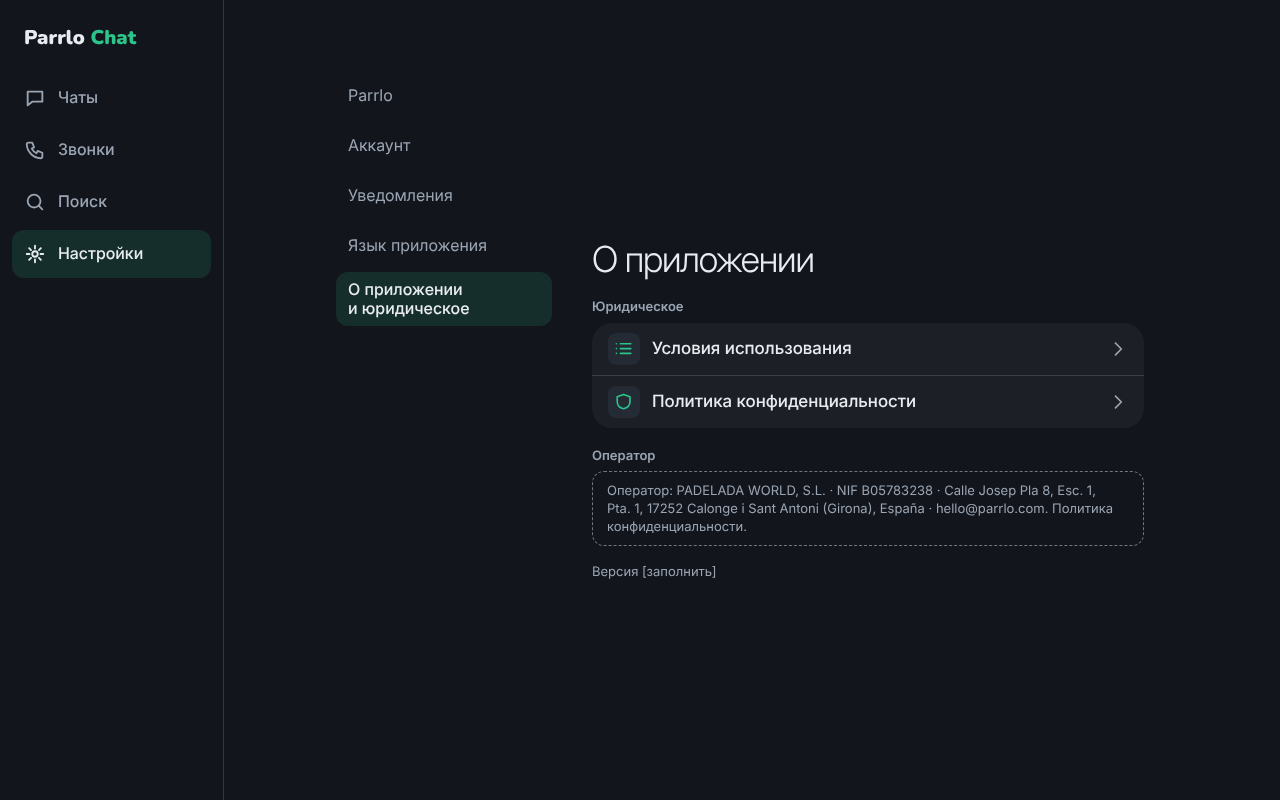 Parrlo Chat
Чаты
Звонки
Поиск
Настройки
Parrlo
Аккаунт
Уведомления
Язык приложения
О приложении
и юридическое
О приложении
Юридическое
Условия использования
Политика конфиденциальности
Оператор
Оператор: PADELADA WORLD, S.L. · NIF B05783238 · Calle Josep Pla 8, Esc. 1,
Pta. 1, 17252 Calonge i Sant Antoni (Girona), España · hello@parrlo.com. Политика
конфиденциальности.
Версия [заполнить]